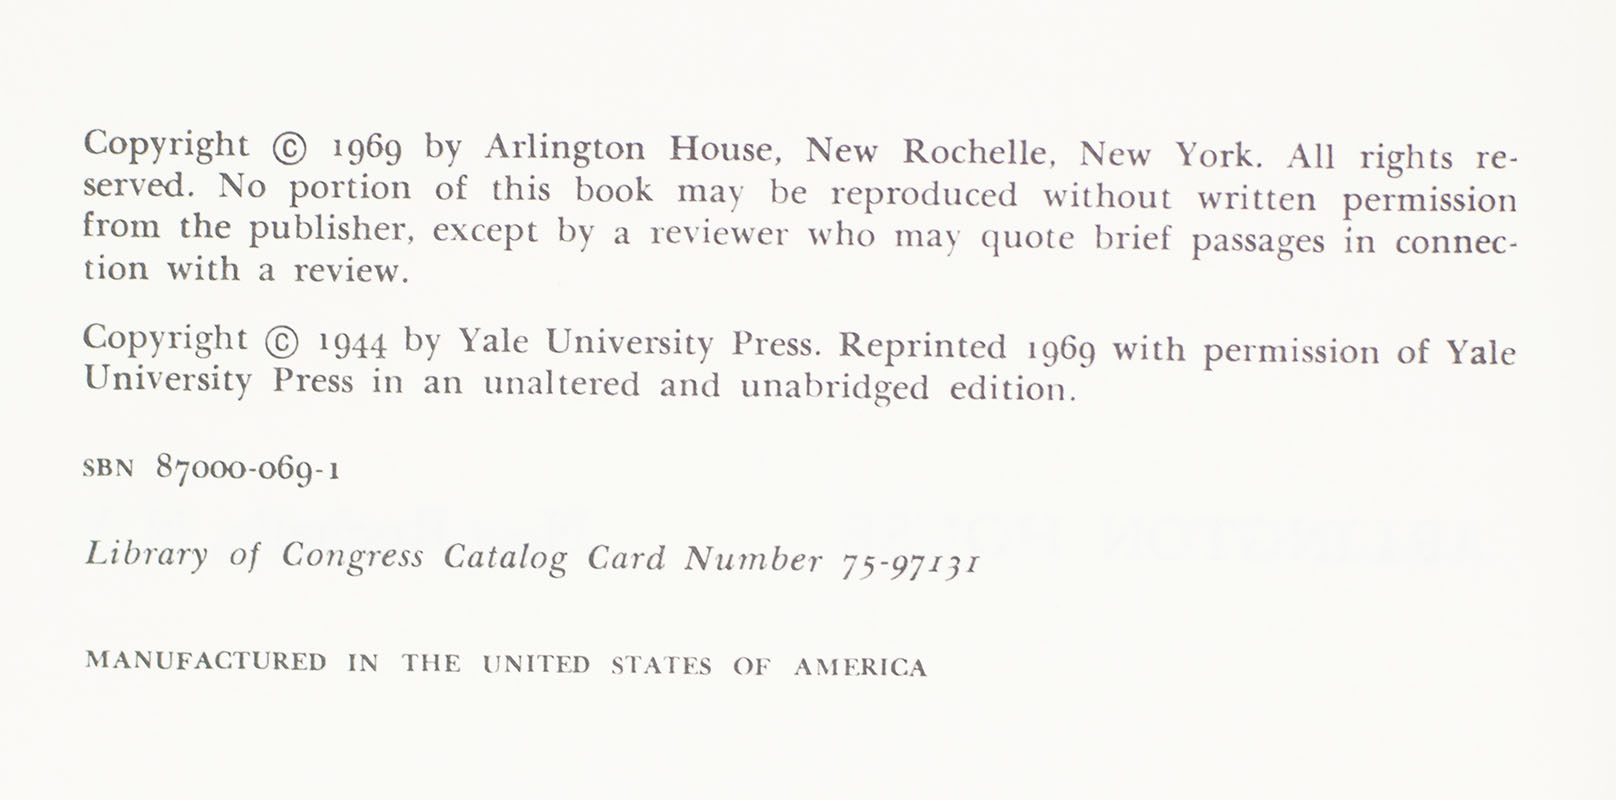 Copyright © 1969 by Arlington House, New Rochelle, New York. All rights re-
served. No portion of this book may be reproduced without written permission
from the publisher, except by a reviewer who may quote brief passages in connec-
tion with a review.
Copyright © 1944 by Yale University Press. Reprinted 1969 with permission of Yale
University Press in an unaltered and unabridged edition.
SBN 87000-069-1
Library of Congress Catalog Card Number 75-97131
MANUFACTURED IN THE UNITED STATES OF AMERICA